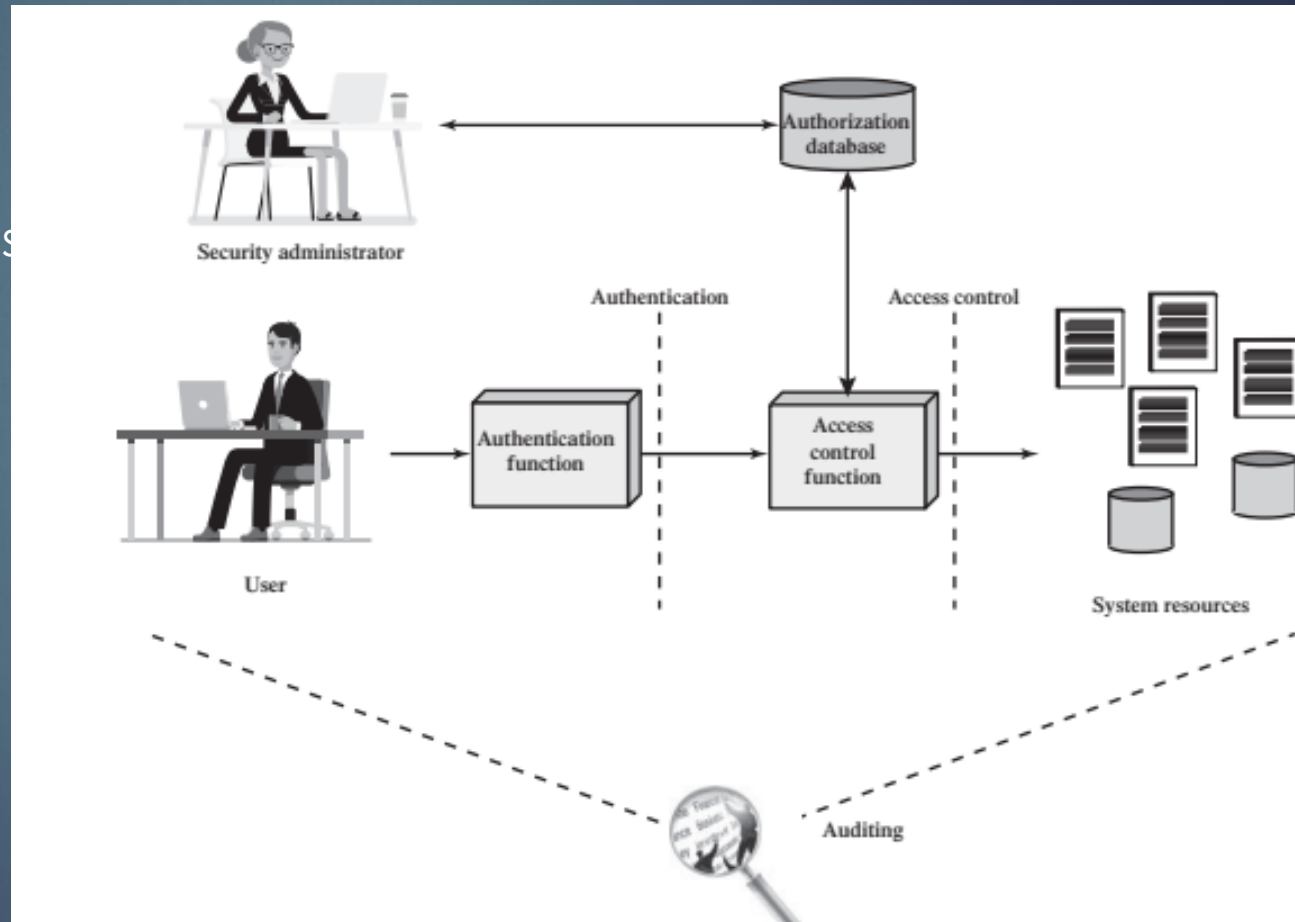 Authorization
database
Security administrator
S
Authentication
Access control
Authentication
function
Access
control
function
User
System resources
Auditing